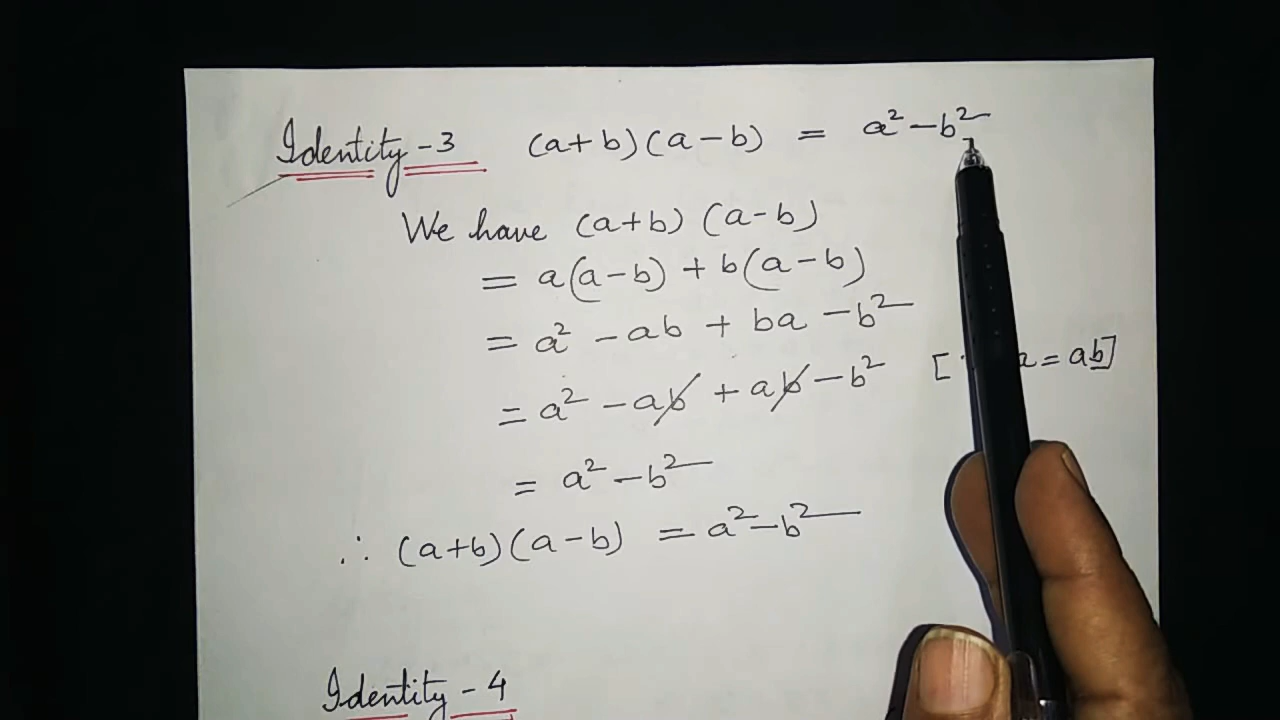 Identity - 3 (a+b)(a-b) = a² - b²
We have (a+b) (a-b)
= a(a-b) + b(a-b)
= a² - ab + ba - b²
= a² - ab + ab - b² [ = ab]
= a² - b²
∴ (a+b)(a-b) = a² - b²
Identity - 4